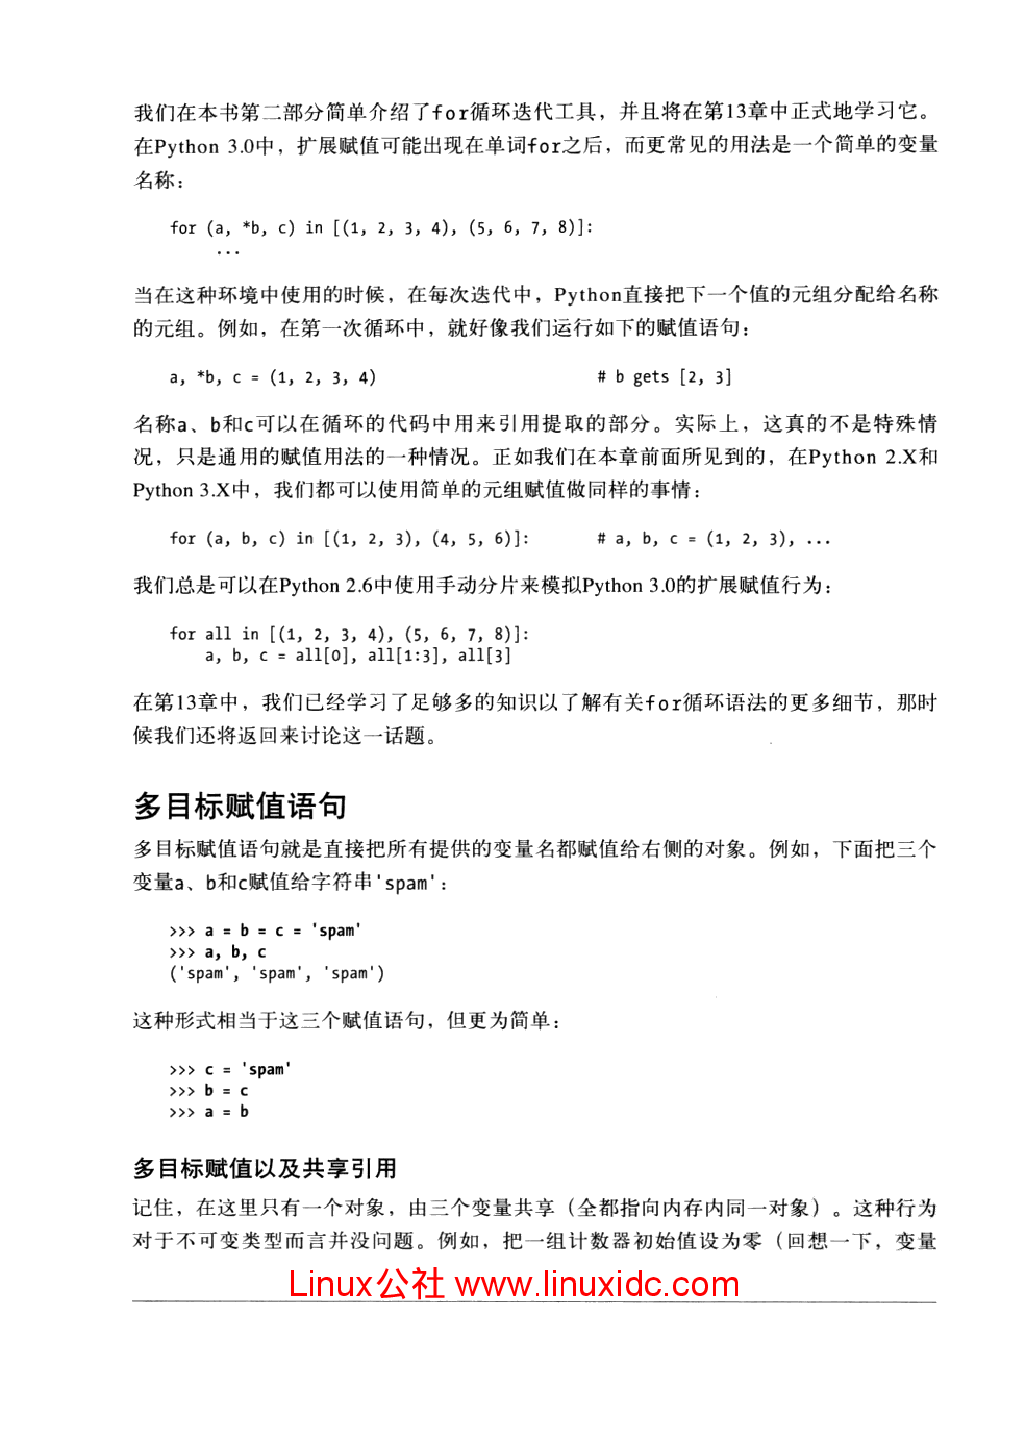 我们在本书第二部分简单介绍了for循环迭代工具，并且将在第13章中正式地学习它。
在Python 3.0中，扩展赋值可能出现在单词for之后，而更常见的用法是一个简单的变量
名称：
for (a, *b, c) in [(1, 2, 3, 4), (5, 6, 7, 8)]:
...
当在这种环境中使用的时候，在每次迭代中，Python直接把下一个值的元组分配给名称
的元组。例如，在第一次循环中，就好像我们运行如下的赋值语句：
a, *b, c = (1, 2, 3, 4) # b gets [2, 3]
名称a、b和c可以在循环的代码中用来引用提取的部分。实际上，这真的不是特殊情
况，只是通用的赋值用法的一种情况。正如我们在本章前面所见到的，在Python 2.X和
Python 3.X中，我们都可以使用简单的元组赋值做同样的事情：
for (a, b, c) in [(1, 2, 3), (4, 5, 6)]: # a, b, c = (1, 2, 3), ...
我们总是可以在Python 2.6中使用手动分片来模拟Python 3.0的扩展赋值行为：
for all in [(1, 2, 3, 4), (5, 6, 7, 8)]:
a, b, c = all[0], all[1:3], all[3]
在第13章中，我们已经学习了足够多的知识以了解有关for循环语法的更多细节，那时
候我们还将返回来讨论这一话题。
多目标赋值语句
多目标赋值语句就是直接把所有提供的变量名都赋值给右侧的对象。例如，下面把三个
变量a、b和c赋值给字符串'spam'：
>>> a = b = c = 'spam'
>>> a, b, c
('spam', 'spam', 'spam')
这种形式相当于这三个赋值语句，但更为简单：
>>> c = 'spam'
>>> b = c
>>> a = b
多目标赋值以及共享引用
记住，在这里只有一个对象，由三个变量共享（全都指向内存内同一对象）。这种行为
对于不可变类型而言并没问题。例如，把一组计数器初始值设为零（回想一下，变量
Linux公社 www.linuxidc.com